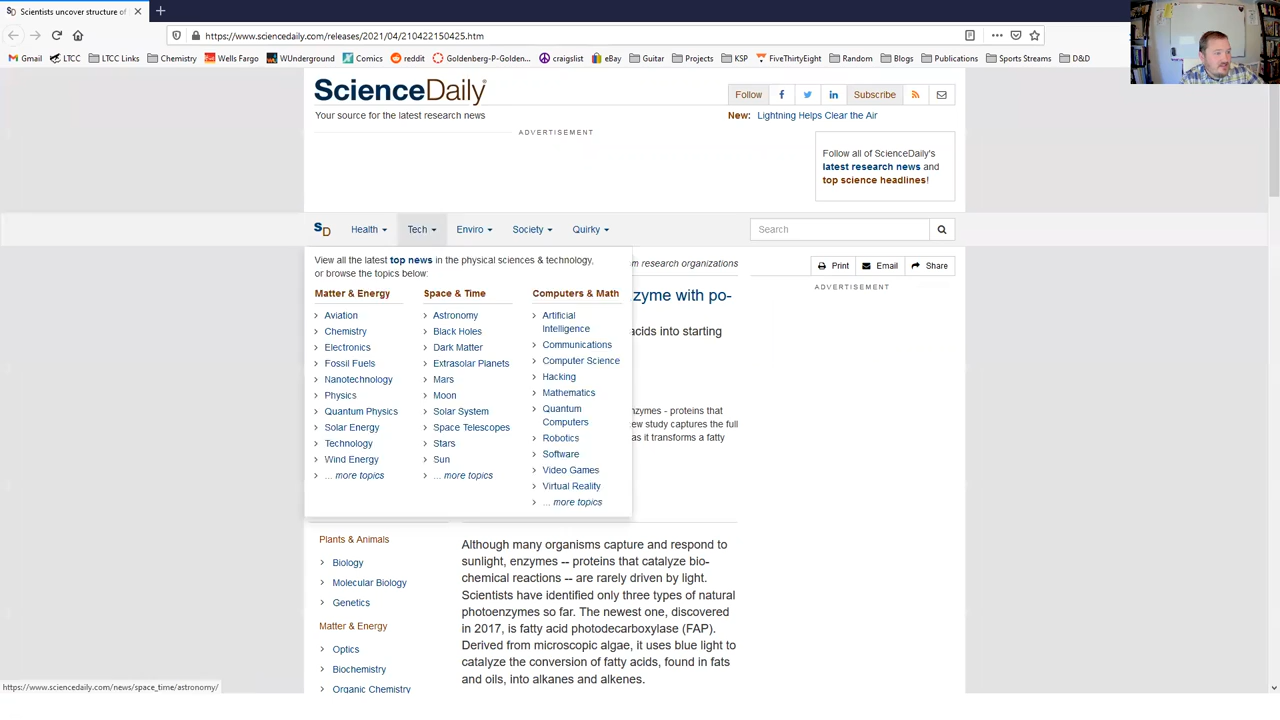 SD Scientists uncover structure of
https://www.sciencedaily.com/releases/2021/04/210422150425.htm
Gmail LTCC LTCC Links Chemistry Wells Fargo WUnderground Comics reddit Goldenberg-P-Golden... craigslist eBay Guitar Projects KSP FiveThirtyEight Random Blogs Publications Sports Streams D&D
ScienceDaily®
Your source for the latest research news
Follow Subscribe
New: Lightning Helps Clear the Air
ADVERTISEMENT
Follow all of ScienceDaily's
latest research news and
top science headlines!
SD Health Tech Enviro Society Quirky Search
View all the latest top news in the physical sciences & technology,
or browse the topics below:
Matter & Energy
Aviation
Chemistry
Electronics
Fossil Fuels
Nanotechnology
Physics
Quantum Physics
Solar Energy
Technology
Wind Energy
... more topics
Space & Time
Astronomy
Black Holes
Dark Matter
Extrasolar Planets
Mars
Moon
Solar System
Space Telescopes
Stars
Sun
... more topics
Computers & Math
Artificial
Intelligence
Communications
Computer Science
Hacking
Mathematics
Quantum
Computers
Robotics
Software
Video Games
Virtual Reality
... more topics
m research organizations
zyme with po-
acids into starting
nzymes - proteins that
ew study captures the full
as it transforms a fatty
Print Email Share
ADVERTISEMENT
Plants & Animals
Biology
Molecular Biology
Genetics
Matter & Energy
Optics
Biochemistry
Organic Chemistry
Although many organisms capture and respond to
sunlight, enzymes -- proteins that catalyze bio-
chemical reactions -- are rarely driven by light.
Scientists have identified only three types of natural
photoenzymes so far. The newest one, discovered
in 2017, is fatty acid photodecarboxylase (FAP).
Derived from microscopic algae, it uses blue light to
catalyze the conversion of fatty acids, found in fats
and oils, into alkanes and alkenes.
https://www.sciencedaily.com/news/space_time/astronomy/